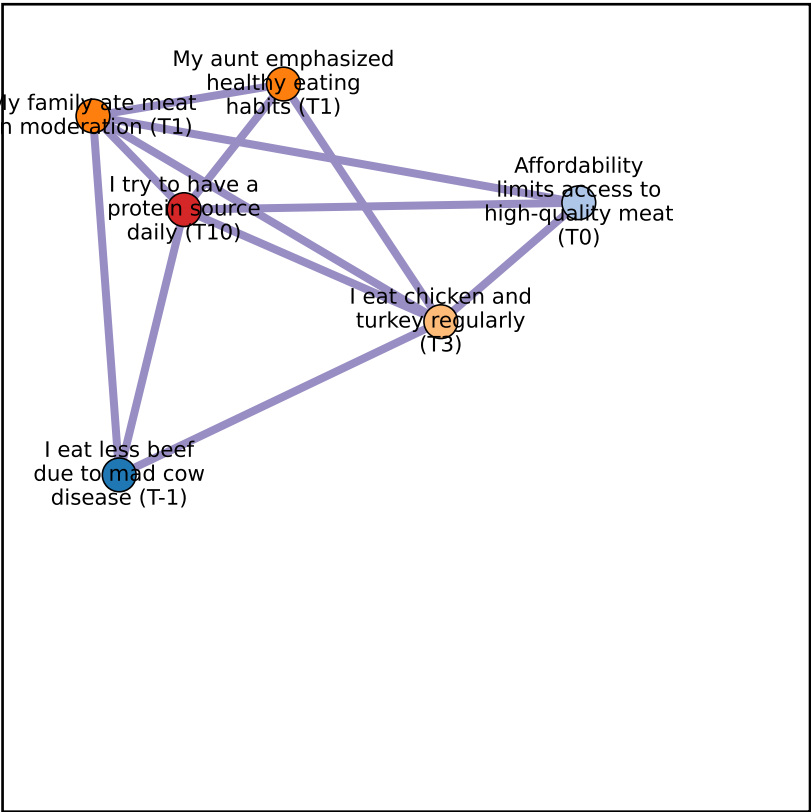 My aunt emphasized
healthy eating
habits (T1)
family ate meat
moderation (T1)
Affordability
limits access to
high-quality meat
(T0)
I try to have a
protein source
daily (T10)
I eat chicken and
turkey regularly
(T3)
I eat less beef
due to mad cow
disease (T-1)